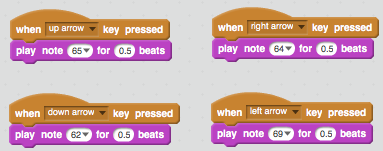 when up arrow key pressed
play note 65 for 0.5 beats
when right arrow key pressed
play note 64 for 0.5 beats
when down arrow key pressed
play note 62 for 0.5 beats
when left arrow key pressed
play note 69 for 0.5 beats